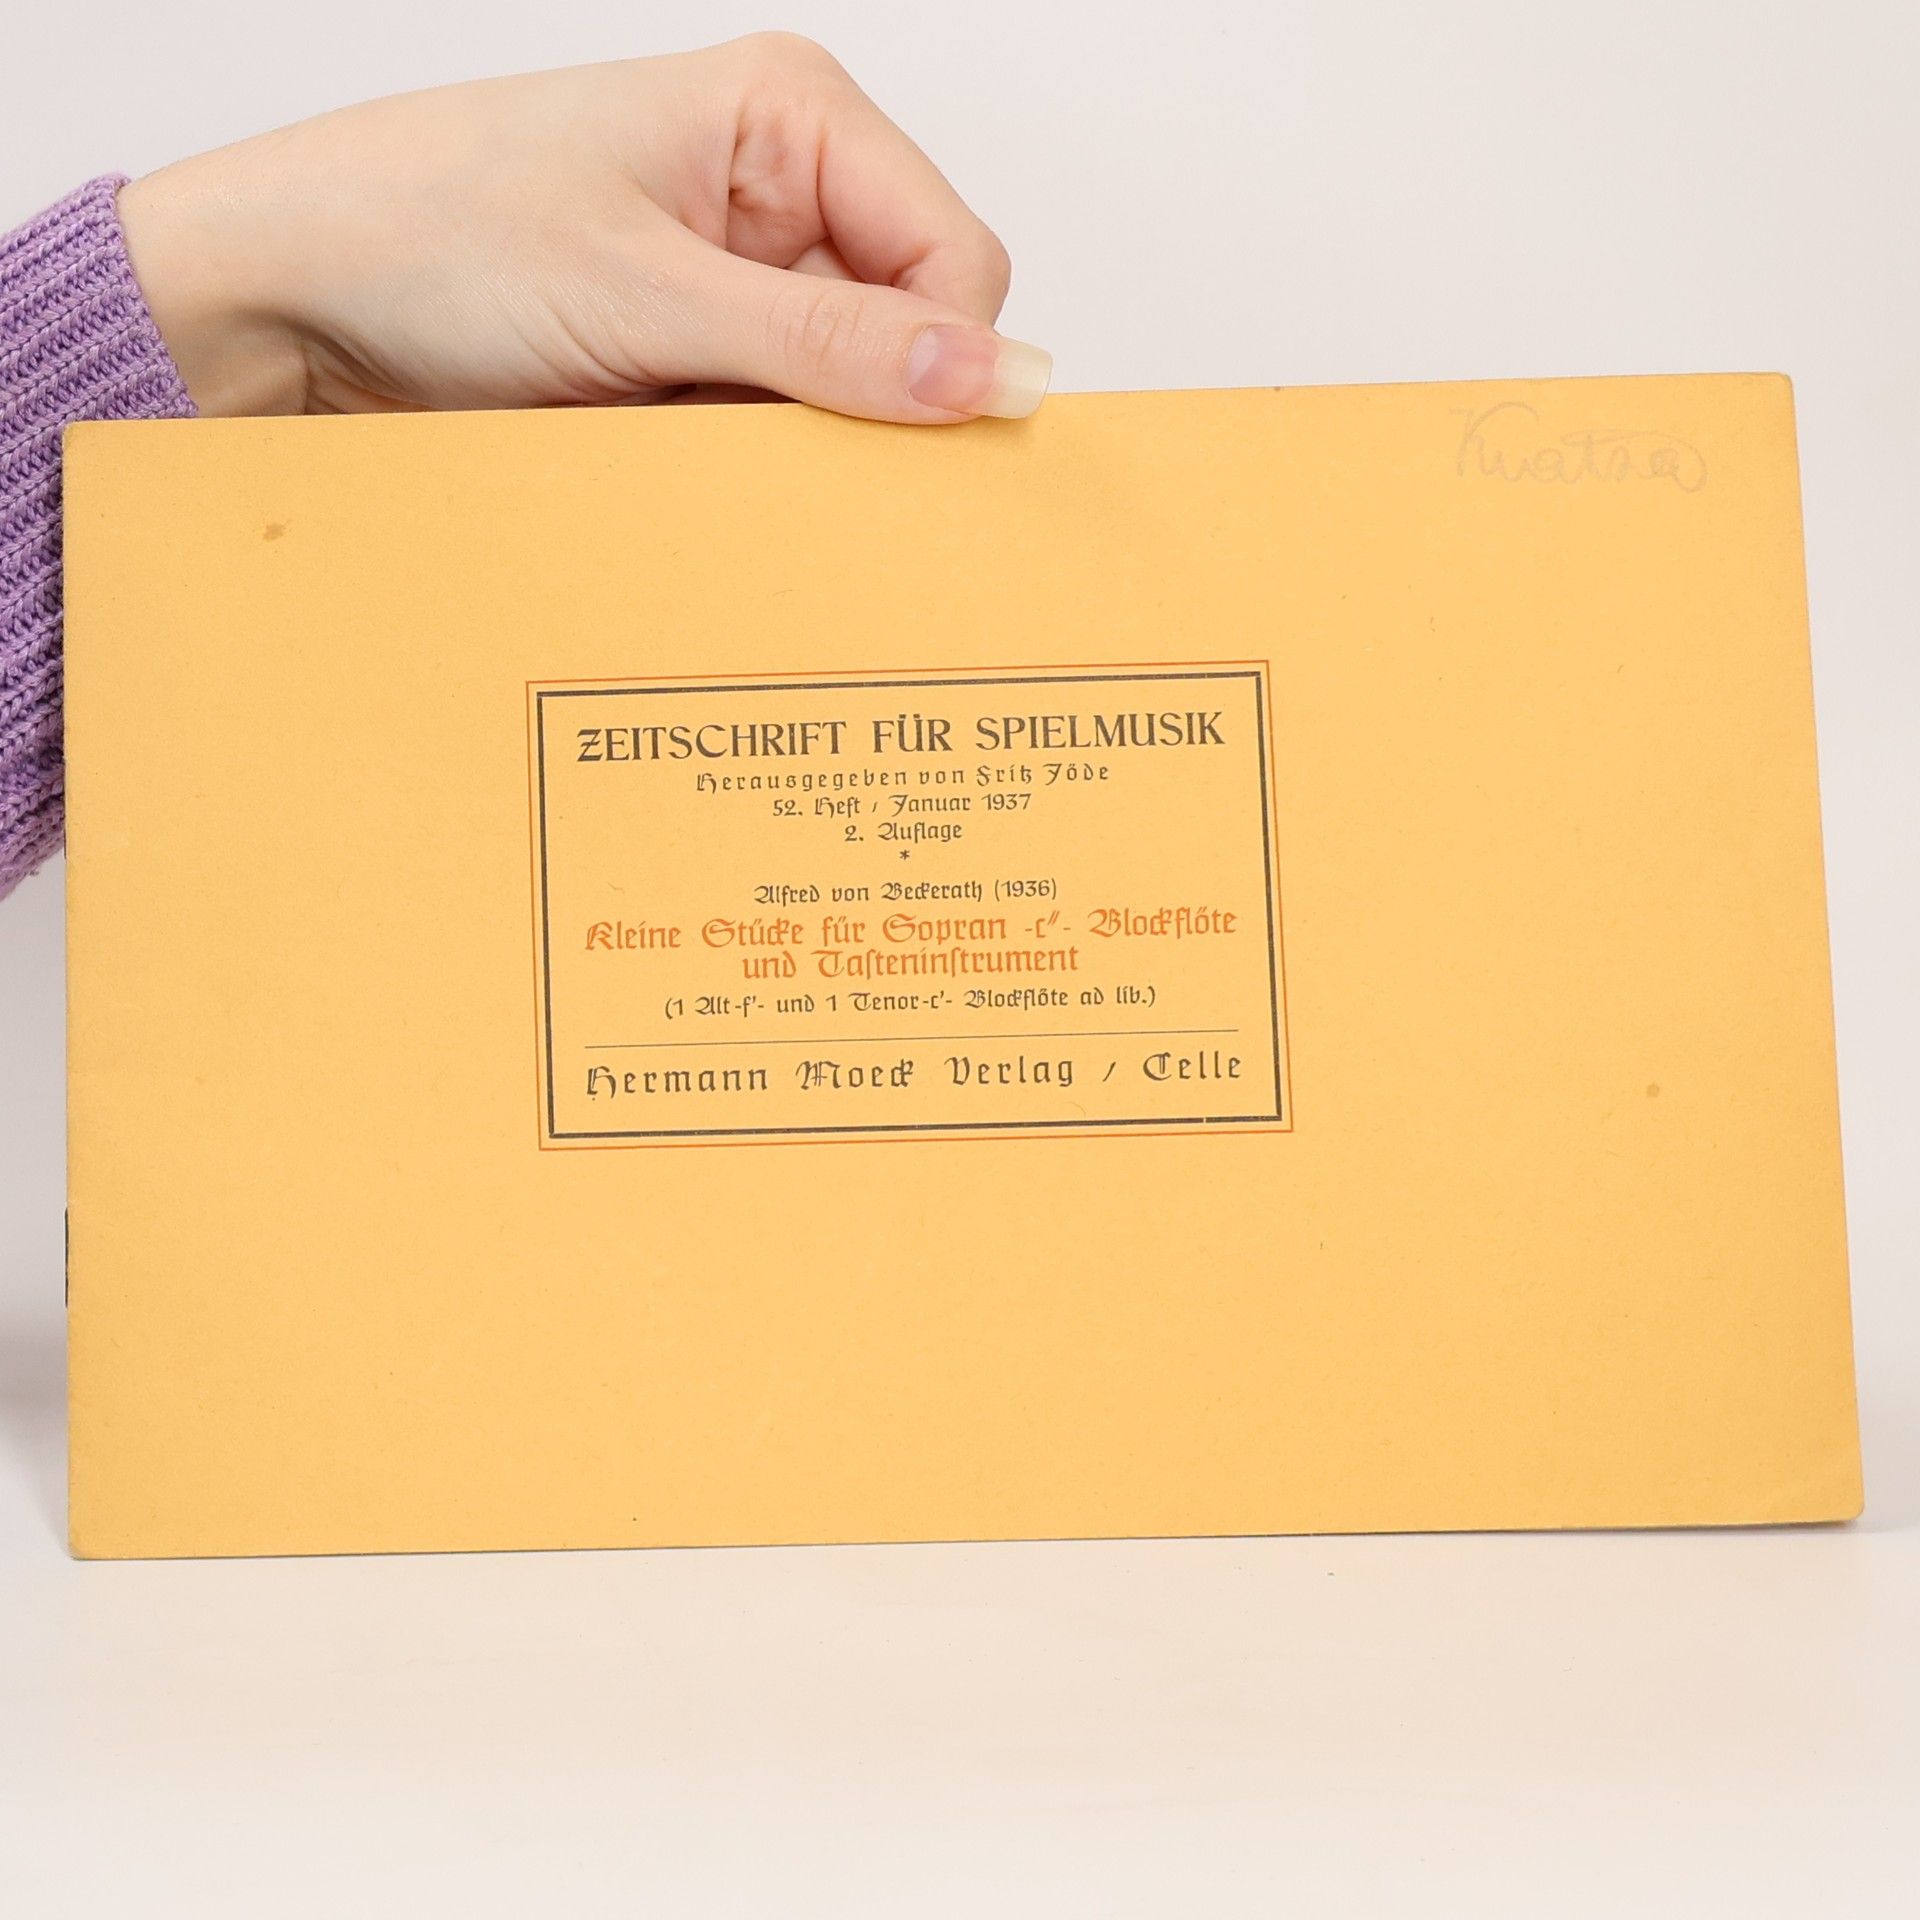 ZEITSCHRIFT FÜR SPIELMUSIK
Herausgegeben von Fritz Jöde
52. Heft / Januar 1937
2. Auflage
*
Alfred von Beckerath (1936)
Kleine Stücke für Sopran -c″- Blockflöte
und Tasteninstrument
(1 Alt-f'- und 1 Tenor-c'- Blockflöte ad lib.)
Hermann Moeck Verlag / Celle